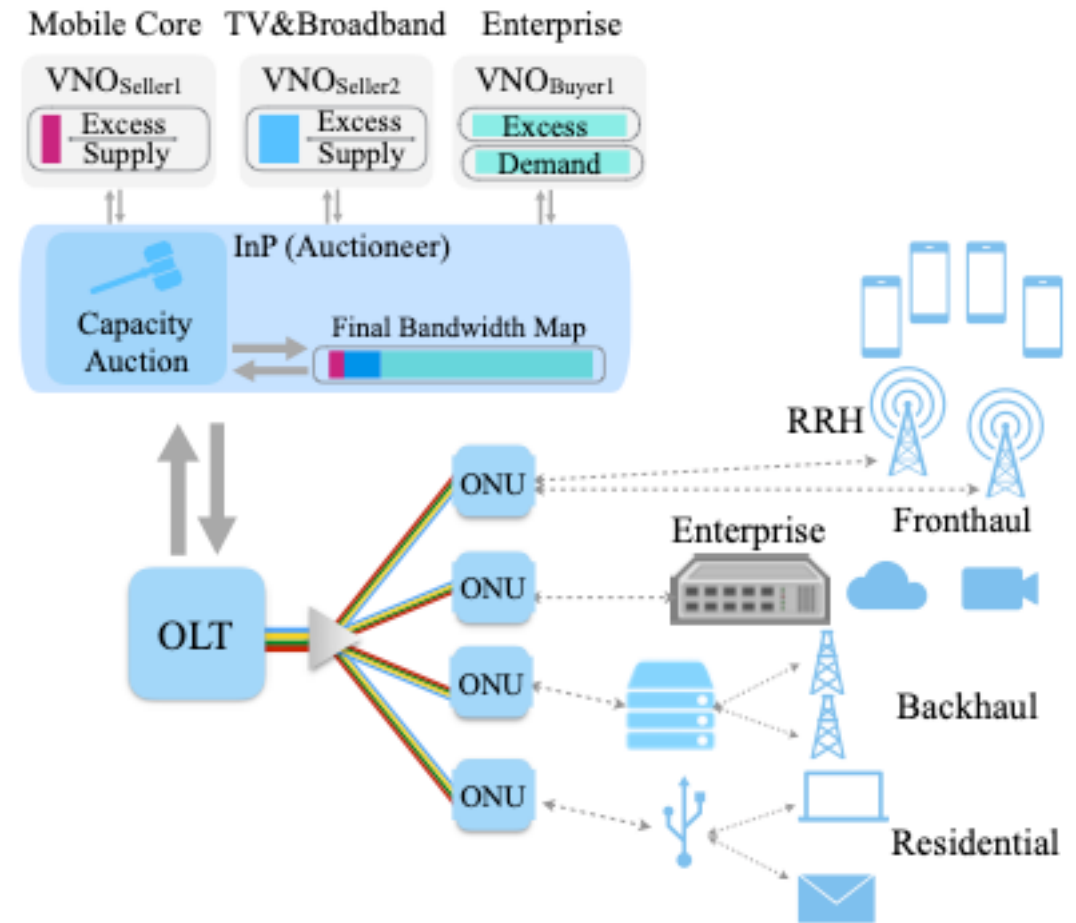 Mobile Core TV&Broadband Enterprise
VNOSeller1 VNOSeller2 VNOBuyer1
Excess Excess Excess
Supply Supply Demand
InP (Auctioneer)
Capacity
Auction
Final Bandwidth Map
RRH
ONU
Fronthaul
Enterprise
ONU
OLT
ONU
Backhaul
ONU
Residential